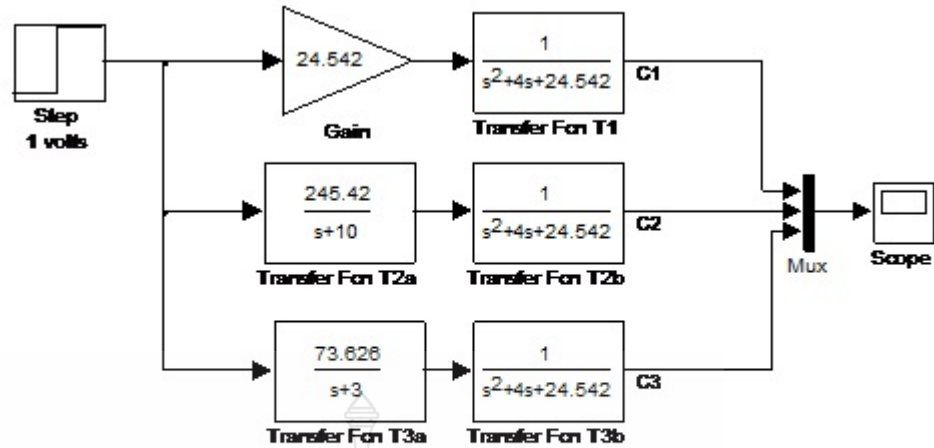 24.542
1
s2+4s+24.542
C1
Step
1 volts
Gain
Transfer Fcn T1
245.42
s+10
1
s2+4s+24.542
C2
Transfer Fcn T2a
Transfer Fcn T2b
Mux
Scope
73.626
s+3
1
s2+4s+24.542
C3
Transfer Fcn T3a
Transfer Fcn T3b